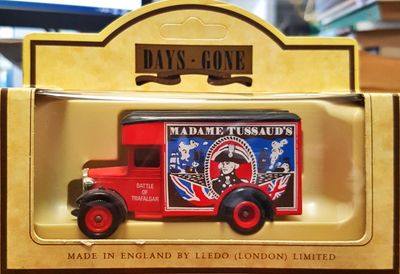 DAYS-GONE
MADAME TUSSAUD'S
BATTLE
OF
TRAFALGAR
MADE IN ENGLAND BY LLEDO (LONDON) LIMITED